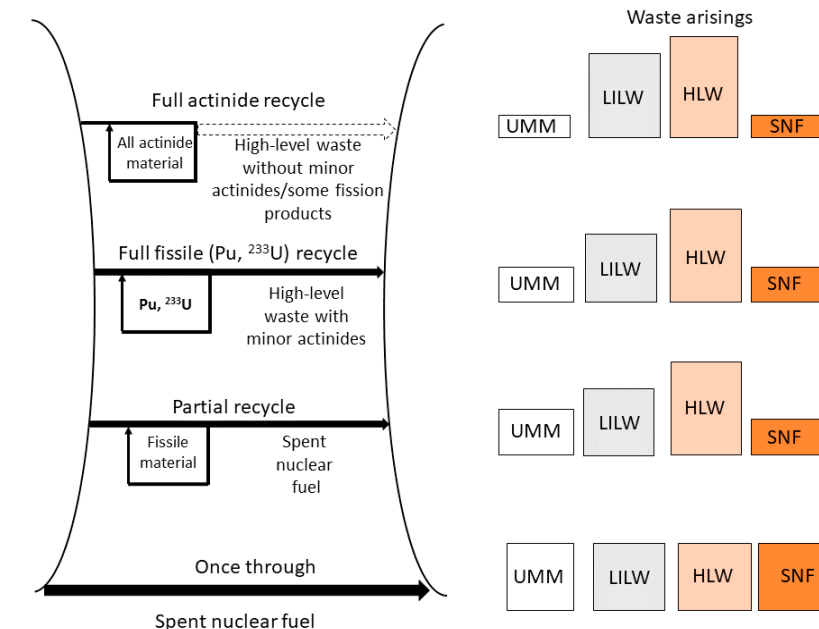 Waste arisings
Full actinide recycle
All actinide
material
High-level waste
without minor
actinides/some fission
products
UMM
LILW
HLW
SNF
Full fissile (Pu, ²³³U) recycle
Pu, ²³³U
High-level
waste with
minor actinides
UMM
LILW
HLW
SNF
Partial recycle
Fissile
material
Spent
nuclear
fuel
UMM
LILW
HLW
SNF
Once through
Spent nuclear fuel
UMM
LILW
HLW
SNF